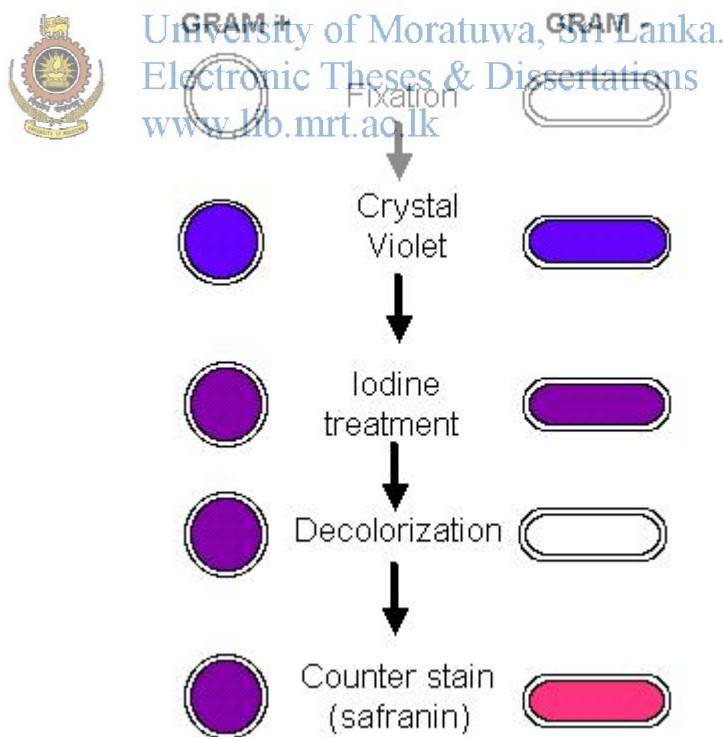 GRAM +
GRAM -
University of Moratuwa, Sri Lanka.
Electronic Theses & Dissertations
www.lib.mrt.ac.lk
Fixation
Crystal
Violet
Iodine
treatment
Decolorization
Counter stain
(safranin)